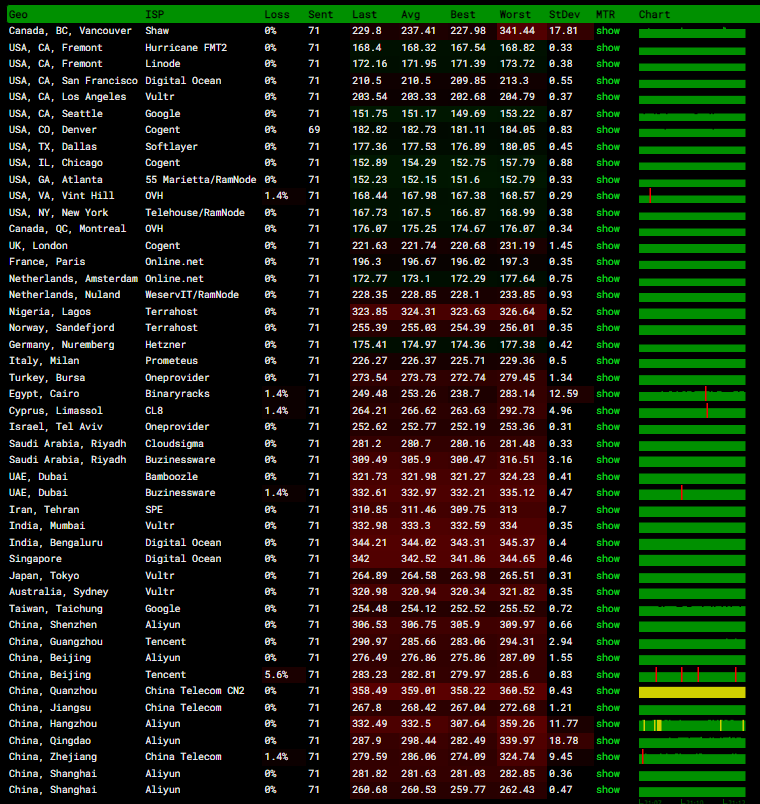 Geo ISP Loss Sent Last Avg Best Worst StDev MTR Chart
Canada, BC, Vancouver Shaw 0% 71 229.8 237.41 227.98 341.44 17.81 show
USA, CA, Fremont Hurricane FMT2 0% 71 168.4 168.32 167.54 168.82 0.33 show
USA, CA, Fremont Linode 0% 71 172.16 171.95 171.39 173.72 0.38 show
USA, CA, San Francisco Digital Ocean 0% 71 210.5 210.5 209.85 213.3 0.55 show
USA, CA, Los Angeles Vultr 0% 71 203.54 203.33 202.68 204.79 0.37 show
USA, CA, Seattle Google 0% 71 151.75 151.17 149.69 153.22 0.87 show
USA, CO, Denver Cogent 0% 69 182.82 182.73 181.11 184.05 0.83 show
USA, TX, Dallas Softlayer 0% 71 177.36 177.53 176.89 180.05 0.45 show
USA, IL, Chicago Cogent 0% 71 152.89 154.29 152.75 157.79 0.88 show
USA, GA, Atlanta 55 Marietta/RamNode 0% 71 152.23 152.15 151.6 152.79 0.33 show
USA, VA, Vint Hill OVH 1.4% 71 168.44 167.98 167.38 168.57 0.29 show
USA, NY, New York Telehouse/RamNode 0% 71 167.73 167.5 166.87 168.99 0.38 show
Canada, QC, Montreal OVH 0% 71 176.07 175.25 174.67 176.07 0.34 show
UK, London Cogent 0% 71 221.63 221.74 220.68 231.19 1.45 show
France, Paris Online.net 0% 71 196.3 196.67 196.02 197.3 0.35 show
Netherlands, Amsterdam Online.net 0% 71 172.77 173.1 172.29 177.64 0.75 show
Netherlands, Nuland WeservIT/RamNode 0% 71 228.35 228.85 228.1 233.85 0.93 show
Nigeria, Lagos Terrahost 0% 71 323.85 324.31 323.63 326.64 0.52 show
Norway, Sandefjord Terrahost 0% 71 255.39 255.03 254.39 256.01 0.35 show
Germany, Nuremberg Hetzner 0% 71 175.41 174.97 174.36 177.38 0.42 show
Italy, Milan Prometeus 0% 71 226.27 226.37 225.71 229.36 0.5 show
Turkey, Bursa Oneprovider 0% 71 273.54 273.73 272.74 279.45 1.34 show
Egypt, Cairo Binaryracks 1.4% 71 249.48 253.26 238.7 283.14 12.59 show
Cyprus, Limassol CL8 1.4% 71 264.21 266.62 263.63 292.73 4.96 show
Israel, Tel Aviv Oneprovider 0% 71 252.62 252.77 252.19 253.36 0.31 show
Saudi Arabia, Riyadh Cloudsigma 0% 71 281.2 280.7 280.16 281.48 0.33 show
Saudi Arabia, Riyadh Buzinessware 0% 71 309.49 305.9 300.47 316.51 3.16 show
UAE, Dubai Bamboozle 0% 71 321.73 321.98 321.27 324.23 0.41 show
UAE, Dubai Buzinessware 1.4% 71 332.61 332.97 332.21 335.12 0.47 show
Iran, Tehran SPE 0% 71 310.85 311.46 309.75 313 0.7 show
India, Mumbai Vultr 0% 71 332.98 333.3 332.59 334 0.35 show
India, Bengaluru Digital Ocean 0% 71 344.21 344.02 343.31 345.37 0.4 show
Singapore Digital Ocean 0% 71 342 342.52 341.86 344.65 0.46 show
Japan, Tokyo Vultr 0% 71 264.89 264.58 263.98 265.51 0.31 show
Australia, Sydney Vultr 0% 71 320.98 320.94 320.34 321.82 0.35 show
Taiwan, Taichung Google 0% 71 254.48 254.12 252.52 255.52 0.72 show
China, Shenzhen Aliyun 0% 71 306.53 306.75 305.9 309.97 0.66 show
China, Guangzhou Tencent 0% 71 290.97 285.66 283.06 294.31 2.94 show
China, Beijing Aliyun 0% 71 276.49 276.86 275.86 287.09 1.55 show
China, Beijing Tencent 5.6% 71 283.23 282.81 279.97 285.6 0.83 show
China, Quanzhou China Telecom CN2 0% 71 358.49 359.01 358.22 360.52 0.43 show
China, Jiangsu China Telecom 0% 71 267.8 268.42 267.04 272.68 1.21 show
China, Hangzhou Aliyun 0% 71 332.49 332.5 307.64 359.26 11.77 show
China, Qingdao Aliyun 0% 71 287.9 298.44 282.49 339.97 18.78 show
China, Zhejiang China Telecom 1.4% 71 279.59 286.06 274.09 324.74 9.45 show
China, Shanghai Aliyun 0% 71 281.82 281.63 281.03 282.85 0.36 show
China, Shanghai Aliyun 0% 71 260.68 260.53 259.77 262.43 0.47 show